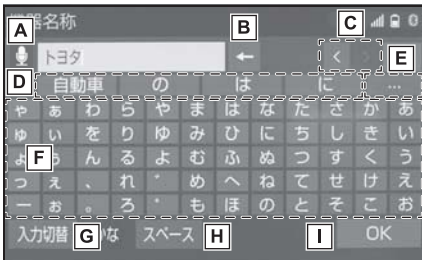 器名称
A B C
トヨタ ← < >
D E
自動車 の は に ...
ゃ ぁ わ ら や ま は な た さ か あ
ゅ ぃ を り ゆ み ひ に ち し き い
ょ ぅ ん る よ む ふ ぬ つ す く う
F
っ ぇ 、 れ ゛ め へ ね て せ け え
ー ぉ 。 ろ ゜ も ほ の と そ こ お
入力切替 かな スペース OK
G H I